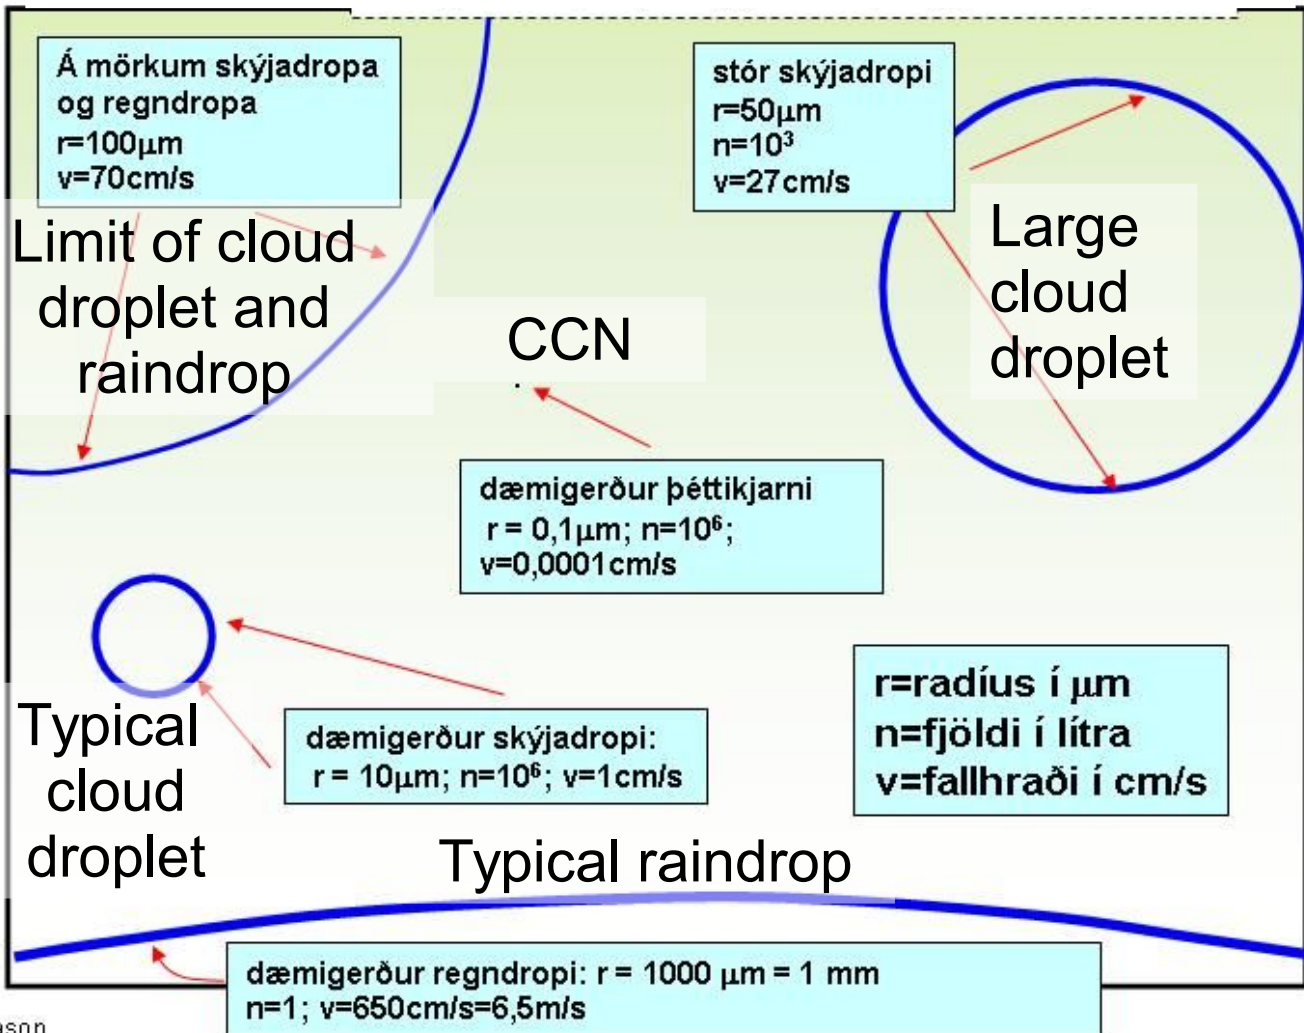 Á mörkum skýjadropa
og regndropa
r=100μm
v=70cm/s
stór skýjadropi
r=50μm
n=10³
v=27cm/s
Limit of cloud
droplet and
raindrop
CCN
Large
cloud
droplet
dæmigerður þéttikjarni
r = 0,1μm; n=10⁶;
v=0,0001cm/s
r=radíus í μm
n=fjöldi í lítra
v=fallhraði í cm/s
Typical
cloud
droplet
dæmigerður skýjadropi:
r = 10μm; n=10⁶; v=1cm/s
Typical raindrop
dæmigerður regndropi: r = 1000 μm = 1 mm
n=1; v=650cm/s=6,5m/s